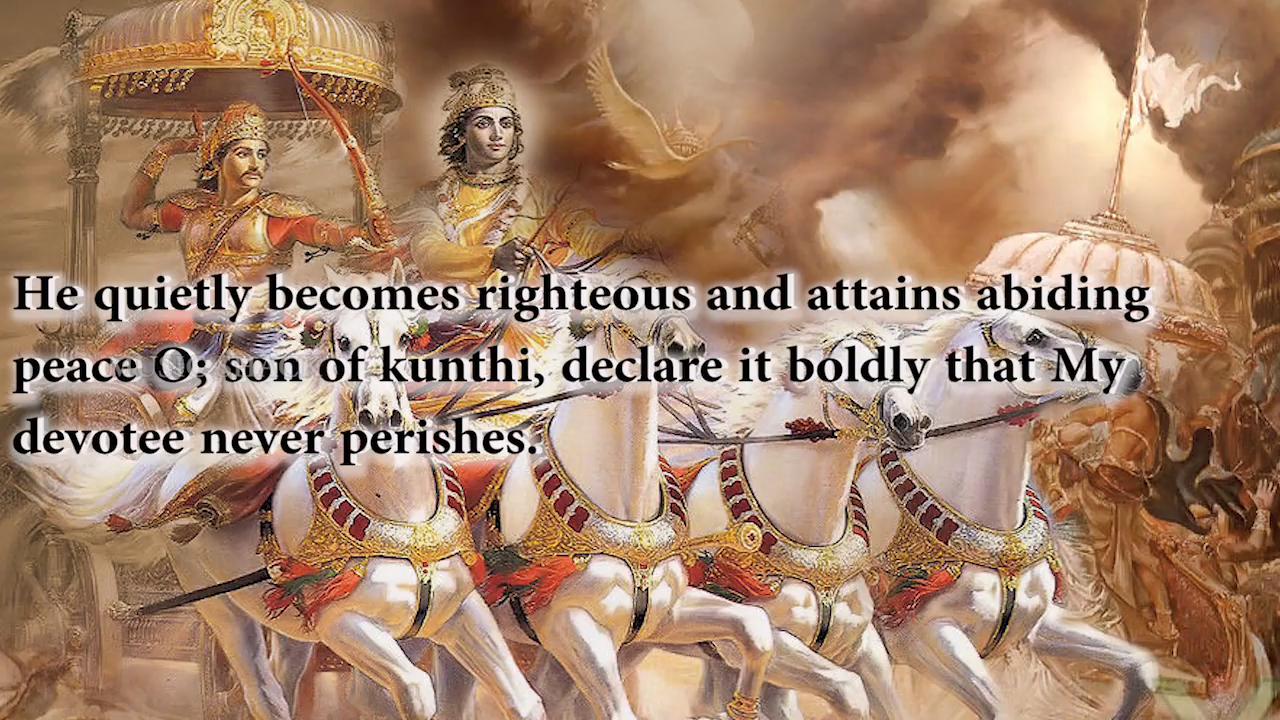 He quietly becomes righteous and attains abiding
peace O; son of kunthi, declare it boldly that My
devotee never perishes.